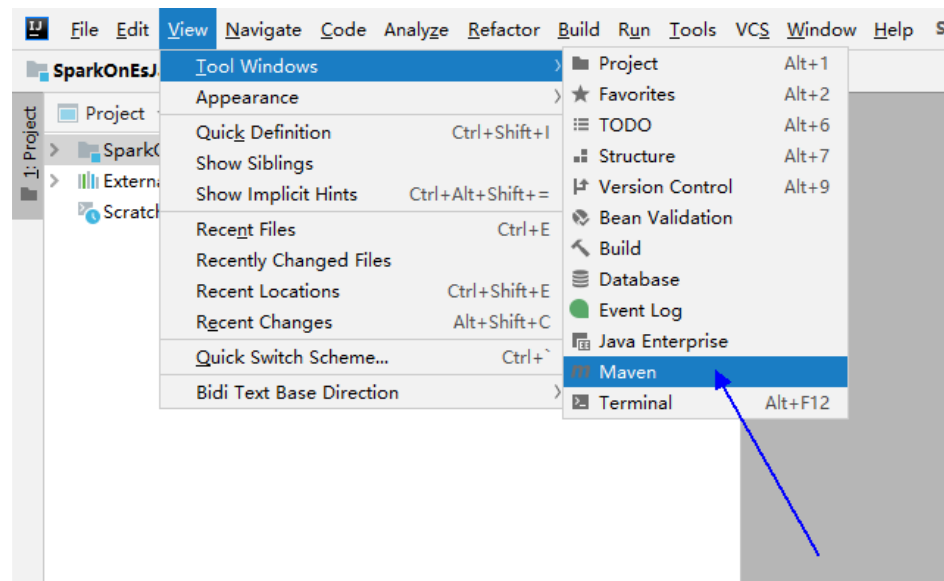 IJ File Edit View Navigate Code Analyze Refactor Build Run Tools VCS Window Help
SparkOnEsJ
1: Project
Project
SparkO
Externa
Scratch
Tool Windows
Appearance
Quick Definition Ctrl+Shift+I
Show Siblings
Show Implicit Hints Ctrl+Alt+Shift+=
Recent Files Ctrl+E
Recently Changed Files
Recent Locations Ctrl+Shift+E
Recent Changes Alt+Shift+C
Quick Switch Scheme... Ctrl+`
Bidi Text Base Direction
Project Alt+1
Favorites Alt+2
TODO Alt+6
Structure Alt+7
Version Control Alt+9
Bean Validation
Build
Database
Event Log
Java Enterprise
Maven
Terminal Alt+F12